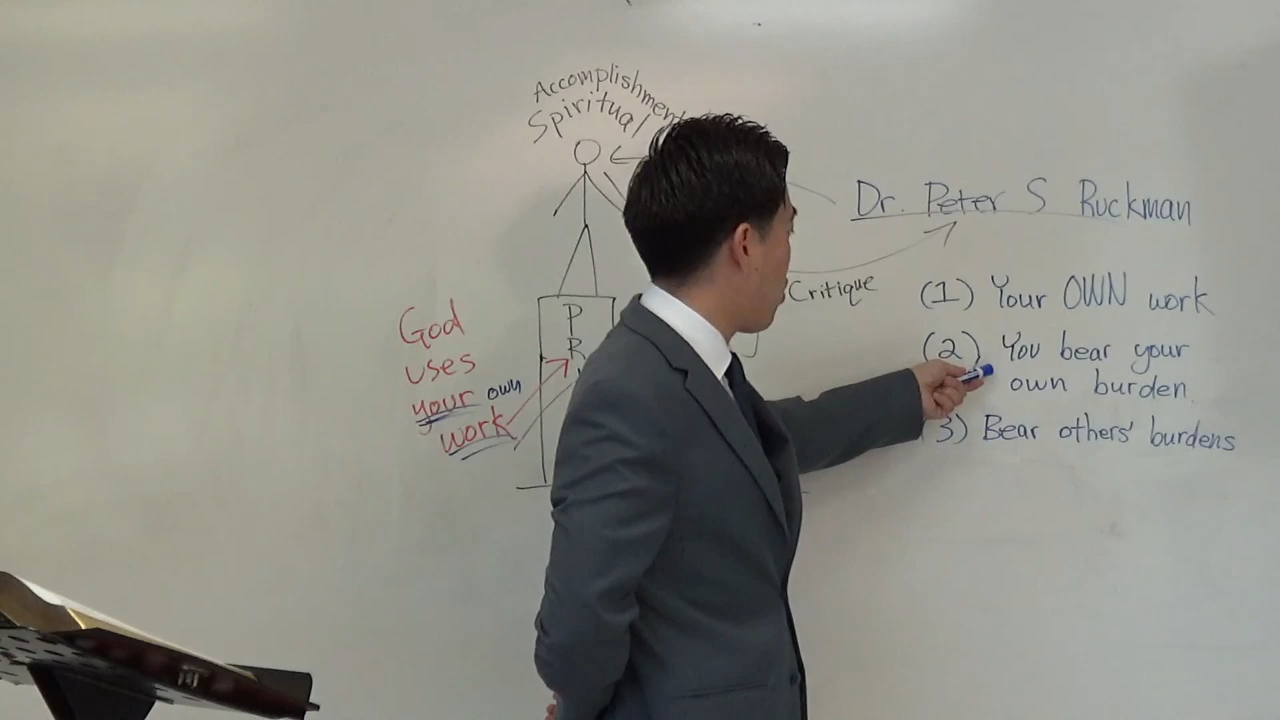 Accomplishment
Spiritual
Dr. Peter S Ruckman
Critique
(1) Your OWN work
(2) You bear your
own burden.
3) Bear others' burdens
God
uses
your own
work
P
R